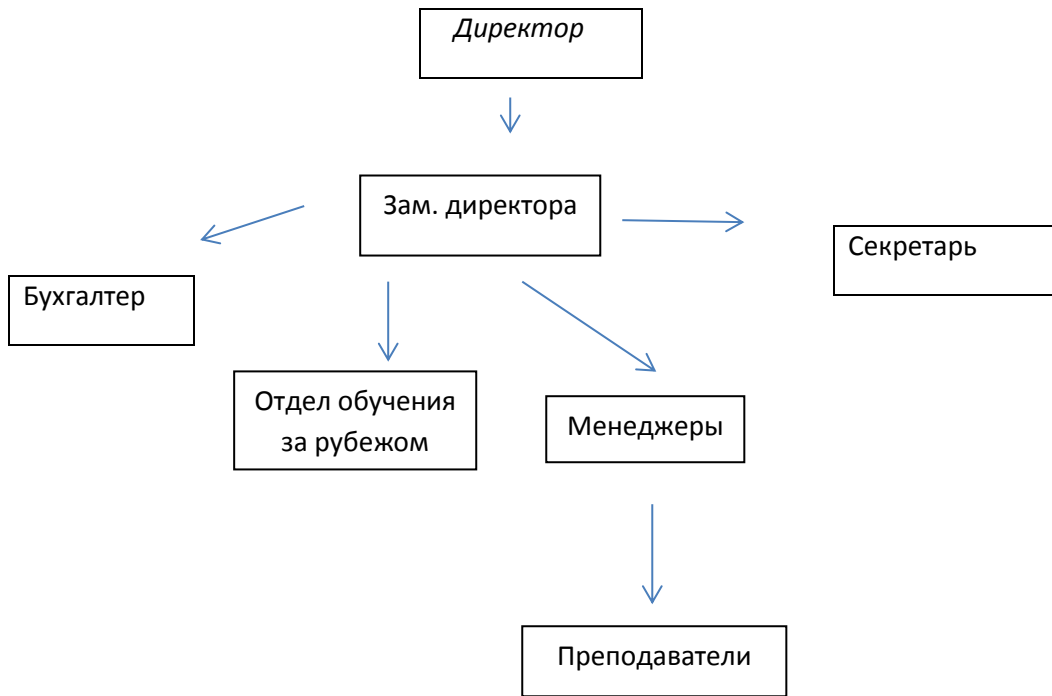 Директор
Зам. директора
Секретарь
Бухгалтер
Отдел обучения
за рубежом
Менеджеры
Преподаватели